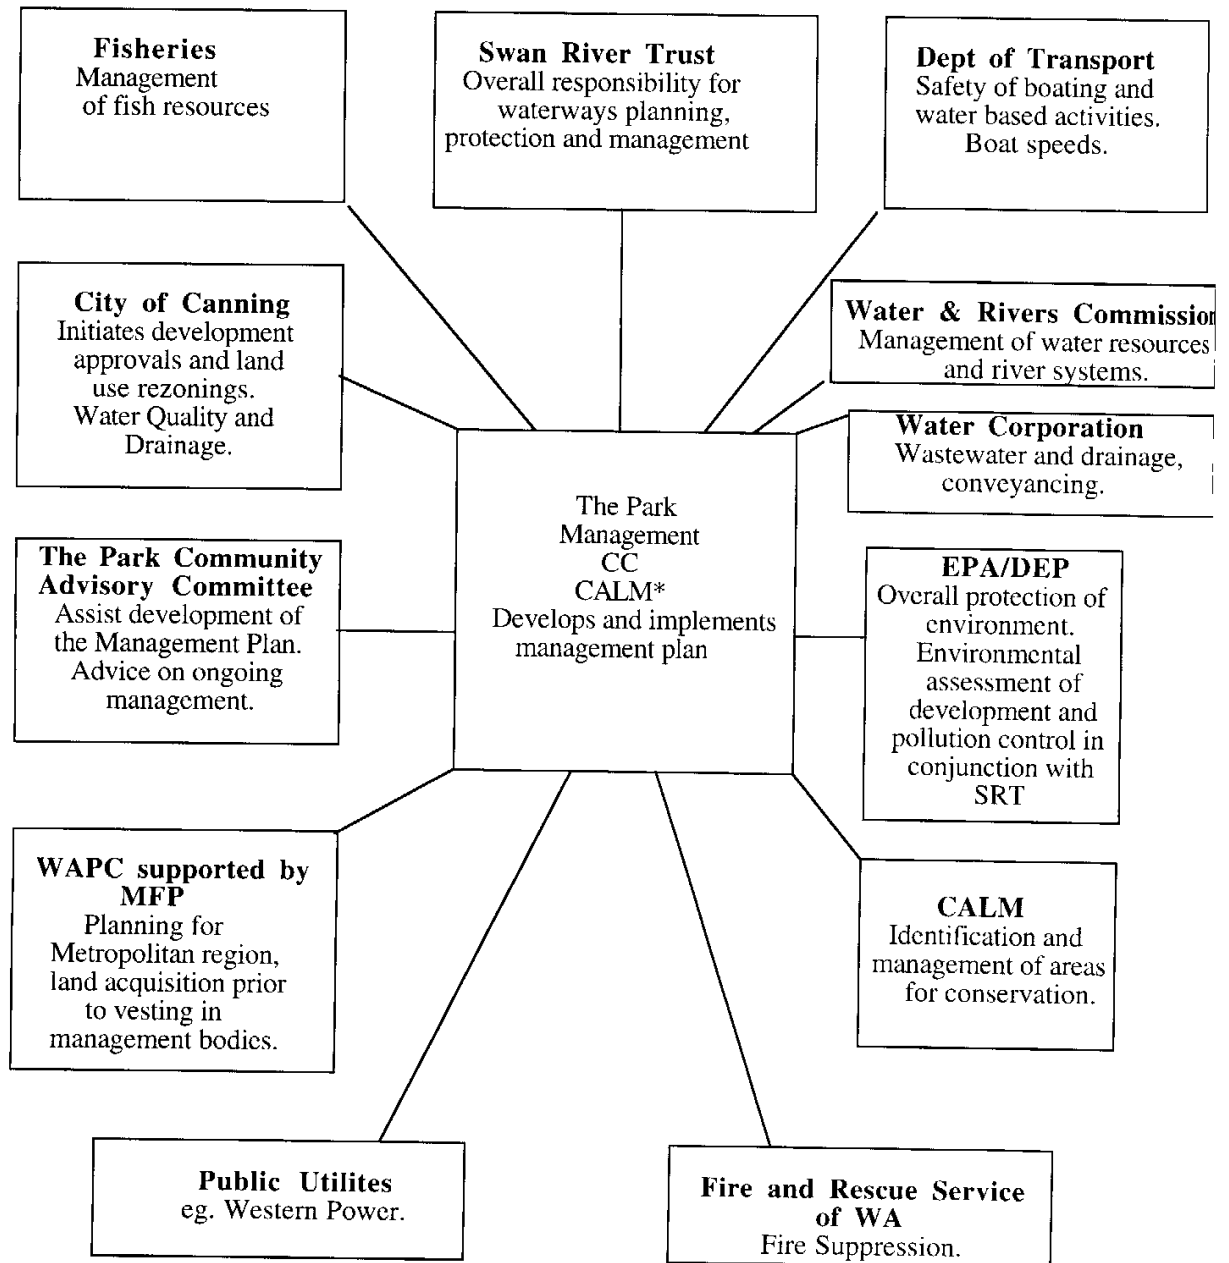 Fisheries
Management
of fish resources
Swan River Trust
Overall responsibility for
waterways planning,
protection and management
Dept of Transport
Safety of boating and
water based activities.
Boat speeds.
City of Canning
Initiates development
approvals and land
use rezonings.
Water Quality and
Drainage.
Water & Rivers Commission
Management of water resources
and river systems.
Water Corporation
Wastewater and drainage,
conveyancing.
The Park
Management
CC
CALM*
Develops and implements
management plan
The Park Community
Advisory Committee
Assist development of
the Management Plan.
Advice on ongoing
management.
EPA/DEP
Overall protection of
environment.
Environmental
assessment of
development and
pollution control in
conjunction with
SRT
WAPC supported by
MFP
Planning for
Metropolitan region,
land acquisition prior
to vesting in
management bodies.
CALM
Identification and
management of areas
for conservation.
Public Utilites
eg. Western Power.
Fire and Rescue Service
of WA
Fire Suppression.